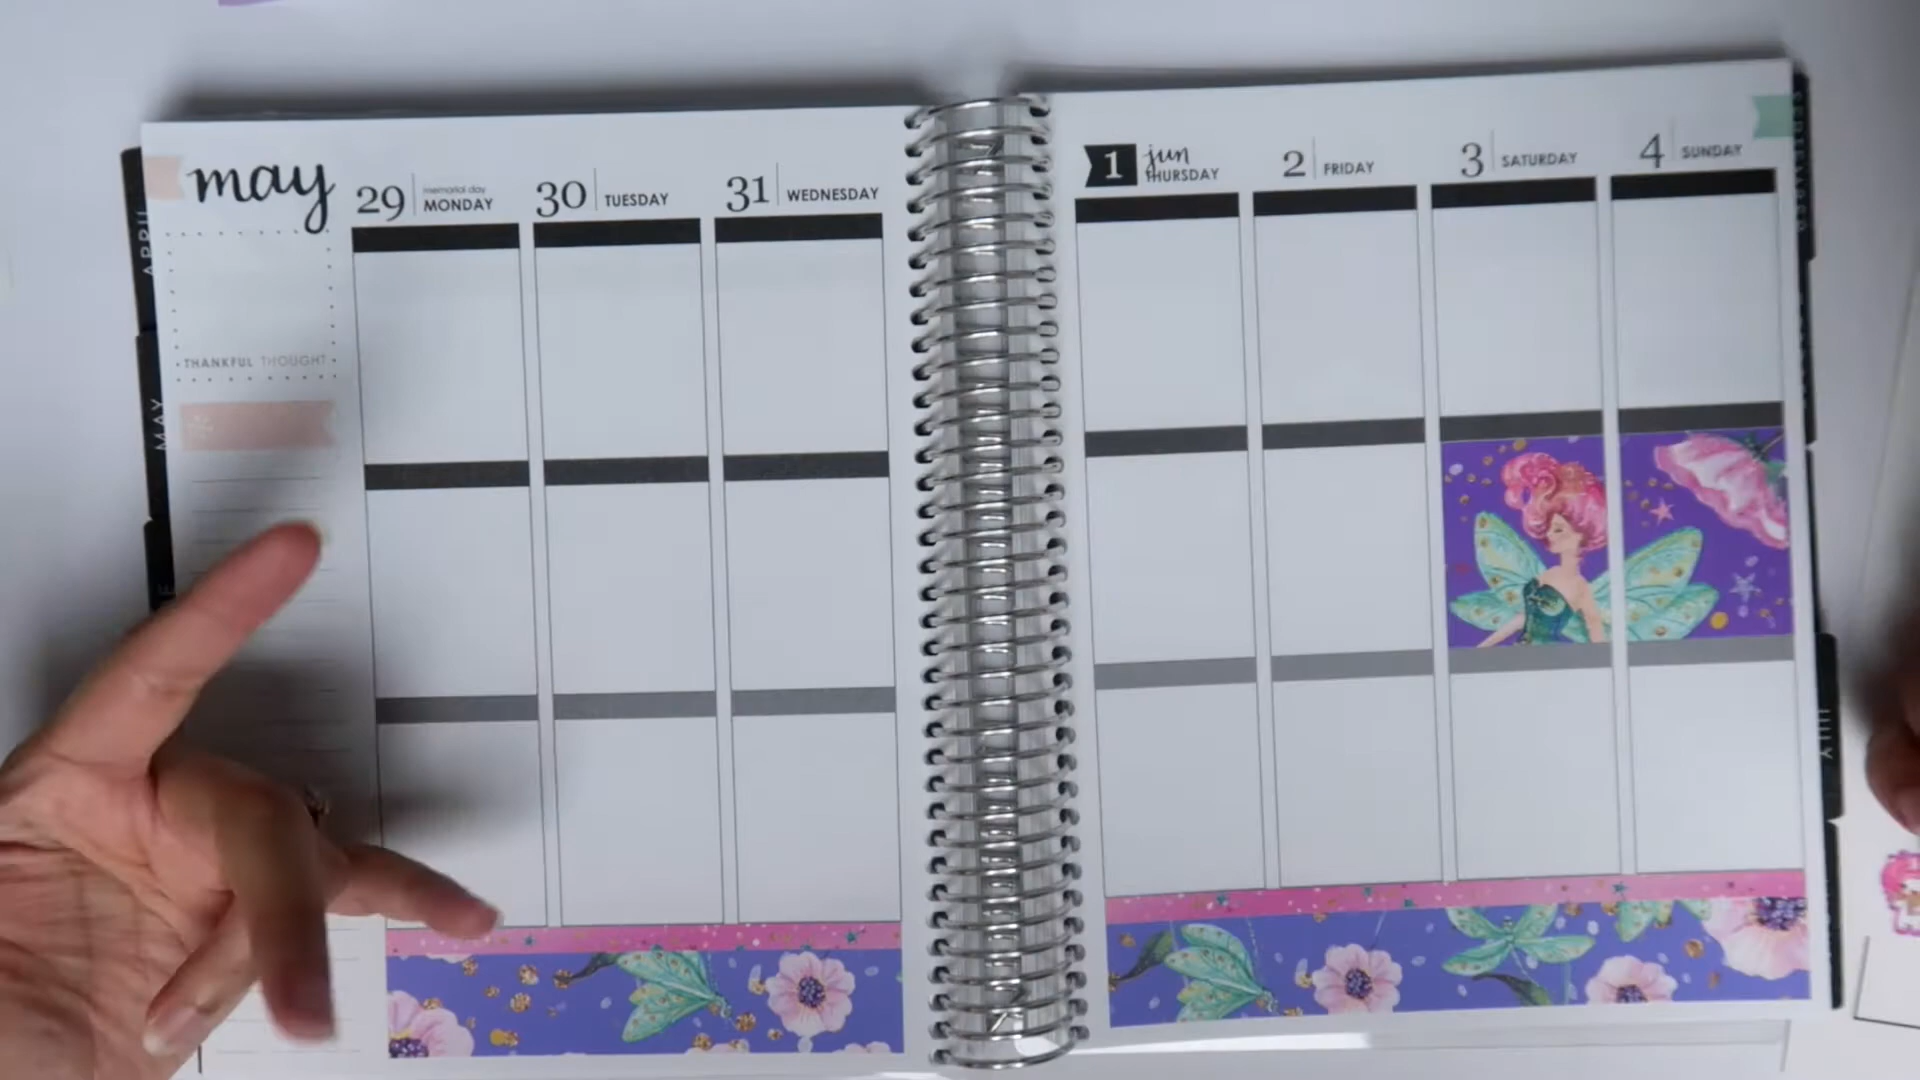 may
29 memorial day MONDAY
30 TUESDAY
31 WEDNESDAY
1 jun THURSDAY
2 FRIDAY
3 SATURDAY
4 SUNDAY
THANKFUL THOUGHT
APRIL
MAY
JULY